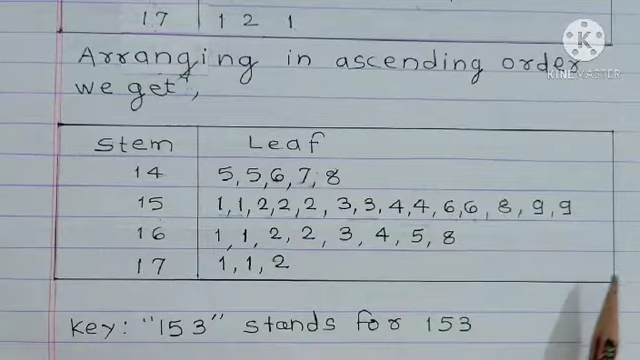 17 1 2 1
Arranging in ascending order
we get,
Stem Leaf
14 5,5,6,7,8
15 1,1,2,2,2,3,3,4,4,6,6,8,9,9
16 1,1,2,2,3,4,5,8
17 1,1,2
Key: "153" stands for 153
K
KINEMASTER